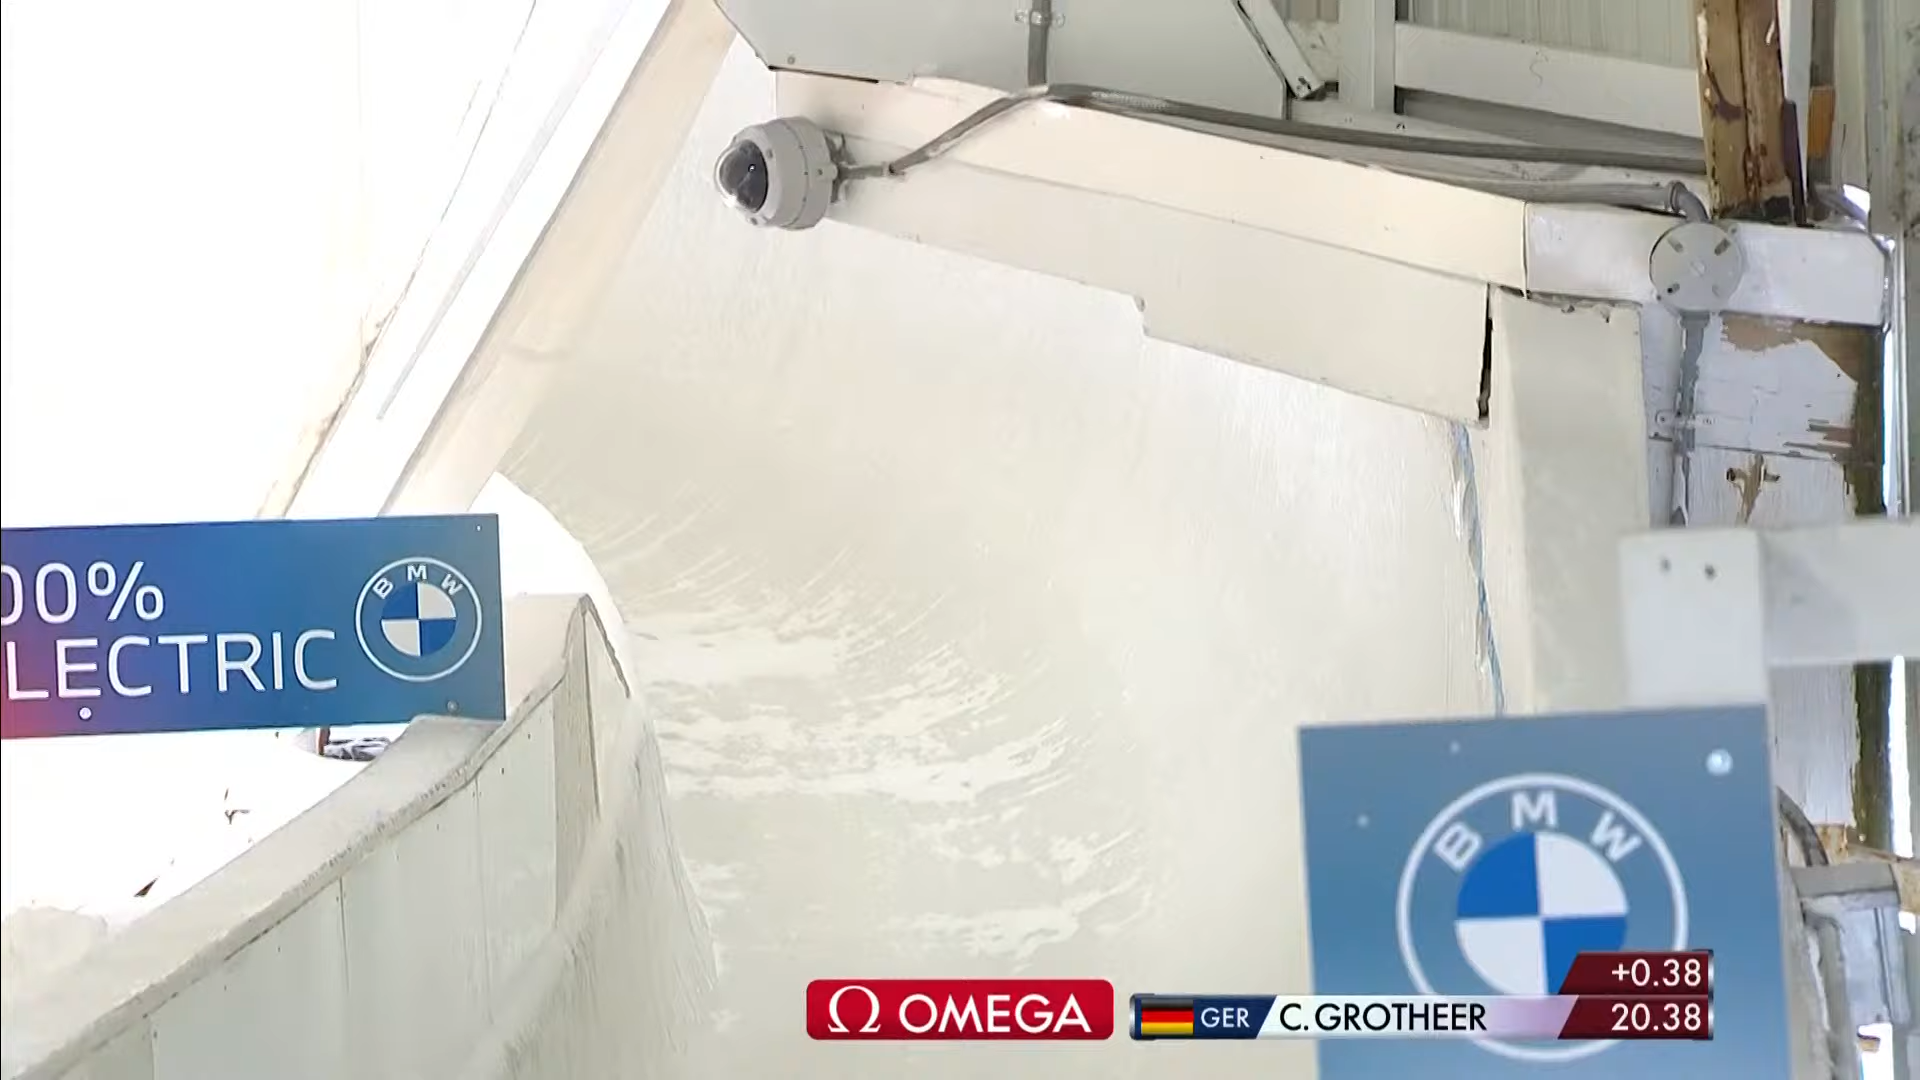 00%
LECTRIC
BMW
BMW
+0.38
Ω OMEGA
GER C. GROTHEER 20.38